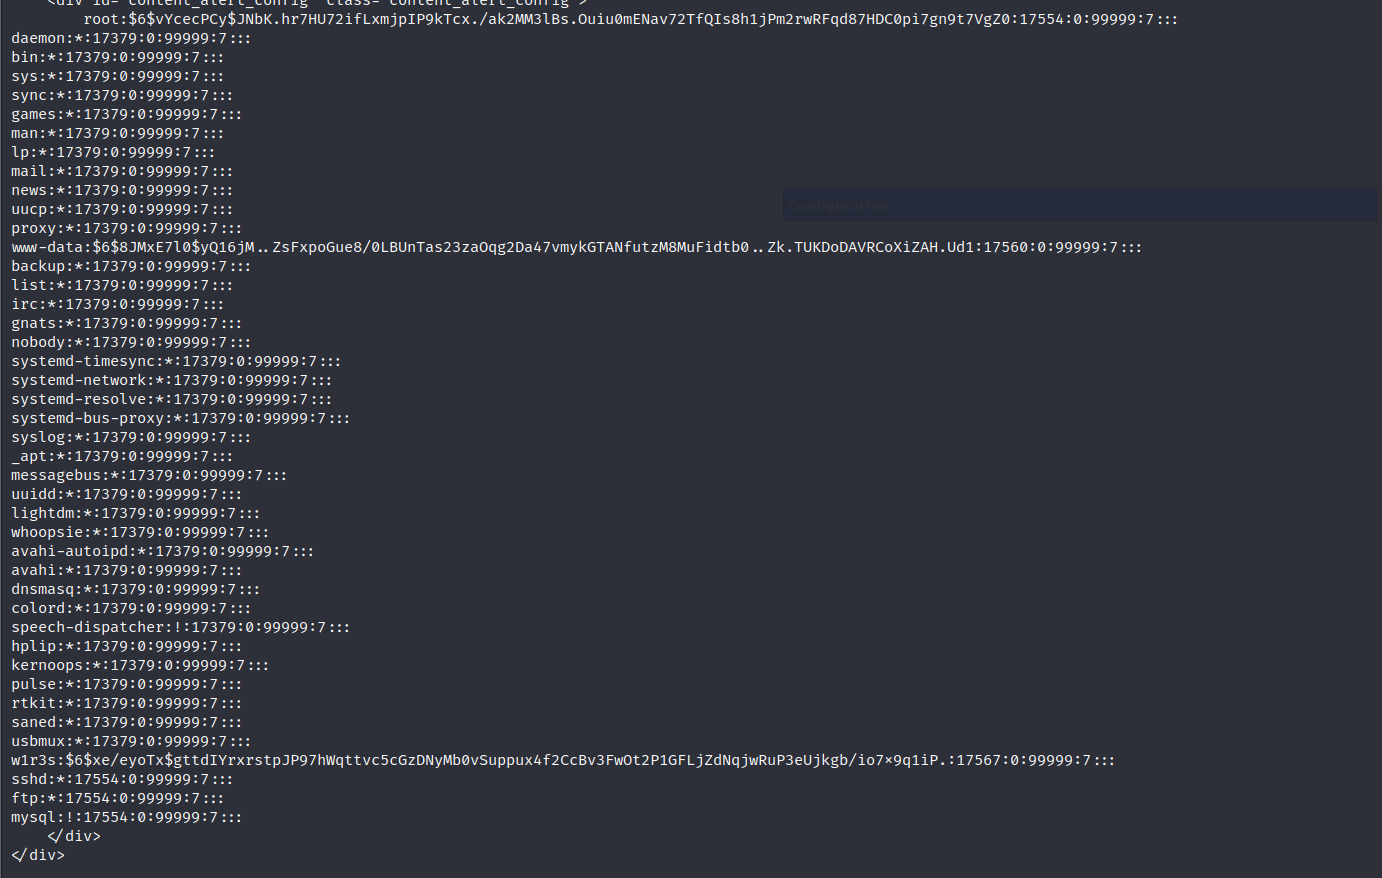 <div id="content_alert_config" class="content_alert_config">
root:$6$vYcecPCy$JNbK.hr7HU72ifLxmjpIP9kTcx./ak2MM3lBs.Ouiu0mENav72TfQIs8h1jPm2rwRFqd87HDC0pi7gn9t7VgZ0:17554:0:99999:7:::
daemon:*:17379:0:99999:7:::
bin:*:17379:0:99999:7:::
sys:*:17379:0:99999:7:::
sync:*:17379:0:99999:7:::
games:*:17379:0:99999:7:::
man:*:17379:0:99999:7:::
lp:*:17379:0:99999:7:::
mail:*:17379:0:99999:7:::
news:*:17379:0:99999:7:::
Configuration
uucp:*:17379:0:99999:7:::
proxy:*:17379:0:99999:7:::
www-data:$6$8JMxE7l0$yQ16jM..ZsFxpoGue8/0LBUnTas23zaOqg2Da47vmykGTANfutzM8MuFidtb0..Zk.TUKDoDAVRCoXiZAH.Ud1:17560:0:99999:7:::
backup:*:17379:0:99999:7:::
list:*:17379:0:99999:7:::
irc:*:17379:0:99999:7:::
gnats:*:17379:0:99999:7:::
nobody:*:17379:0:99999:7:::
systemd-timesync:*:17379:0:99999:7:::
systemd-network:*:17379:0:99999:7:::
systemd-resolve:*:17379:0:99999:7:::
systemd-bus-proxy:*:17379:0:99999:7:::
syslog:*:17379:0:99999:7:::
_apt:*:17379:0:99999:7:::
messagebus:*:17379:0:99999:7:::
uuidd:*:17379:0:99999:7:::
lightdm:*:17379:0:99999:7:::
whoopsie:*:17379:0:99999:7:::
avahi-autoipd:*:17379:0:99999:7:::
avahi:*:17379:0:99999:7:::
dnsmasq:*:17379:0:99999:7:::
colord:*:17379:0:99999:7:::
speech-dispatcher:!:17379:0:99999:7:::
hplip:*:17379:0:99999:7:::
kernoops:*:17379:0:99999:7:::
pulse:*:17379:0:99999:7:::
rtkit:*:17379:0:99999:7:::
saned:*:17379:0:99999:7:::
usbmux:*:17379:0:99999:7:::
w1r3s:$6$xe/eyoTx$gttdIYrxrstpJP97hWqttvc5cGzDNyMb0vSuppux4f2CcBv3FwOt2P1GFLjZdNqjwRuP3eUjkgb/io7x9q1iP.:17567:0:99999:7:::
sshd:*:17554:0:99999:7:::
ftp:*:17554:0:99999:7:::
mysql:!:17554:0:99999:7:::
</div>
</div>